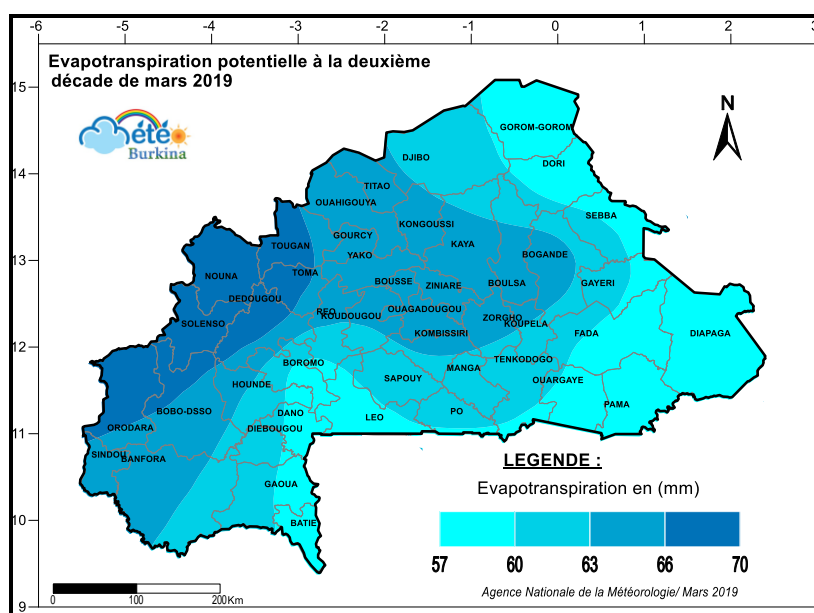 -6 -5 -4 -3 -2 -1 0 1 2 3
Evapotranspiration potentielle à la deuxième
décade de mars 2019
été
Burkina
N
15
14
13
12
11
10
9
GOROM-GOROM
DJIBO
DORI
TITAO
OUAHIGOUYA
SEBBA
KONGOUSSI
GOURCY
TOUGAN
KAYA
YAKO
BOGANDE
NOUNA
TOMA
BOUSSE
ZINIARE
BOULSA
GAYERI
DEDOUGOU
REO
KOUDOUGOU
OUAGADOUGOU
ZORGHO
KOUPELA
SOLENSO
KOMBISSIRI
FADA
DIAPAGA
BOROMO
MANGA
TENKODOGO
HOUNDE
SAPOUY
OUARGAYE
BOBO-DSSO
DANO
LEO
PO
PAMA
ORODARA
DIEBOUGOU
SINDOU
BANFORA
GAOUA
BATIE
LEGENDE :
Evapotranspiration en (mm)
57 60 63 66 70
0 100 200 Km
Agence Nationale de la Météorologie/ Mars 2019